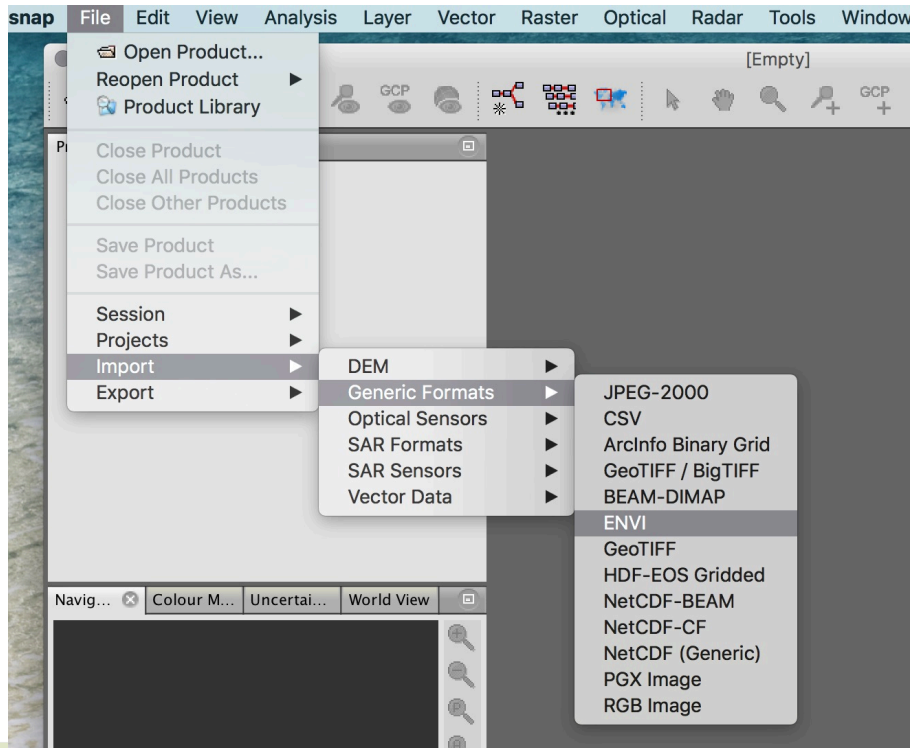 snap File Edit View Analysis Layer Vector Raster Optical Radar Tools Window
[Empty]
Open Product...
Reopen Product
Product Library
GCP
GCP
Close Product
Close All Products
Close Other Products
Save Product
Save Product As...
Session
Projects
Import
Export
DEM
Generic Formats
Optical Sensors
SAR Formats
SAR Sensors
Vector Data
JPEG-2000
CSV
ArcInfo Binary Grid
GeoTIFF / BigTIFF
BEAM-DIMAP
ENVI
GeoTIFF
HDF-EOS Gridded
NetCDF-BEAM
NetCDF-CF
NetCDF (Generic)
PGX Image
RGB Image
Navig... Colour M... Uncertai... World View